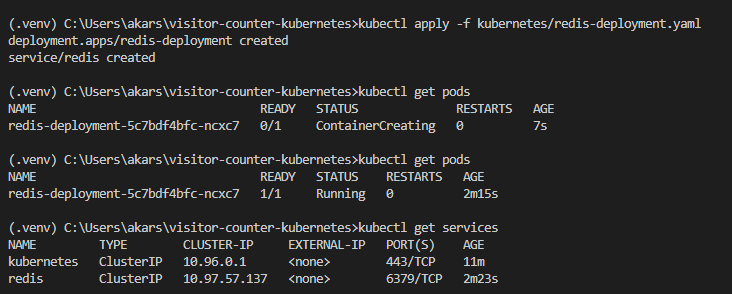 (.venv) C:\Users\akars\visitor-counter-kubernetes>kubectl apply -f kubernetes/redis-deployment.yaml
deployment.apps/redis-deployment created
service/redis created
(.venv) C:\Users\akars\visitor-counter-kubernetes>kubectl get pods
NAME READY STATUS RESTARTS AGE
redis-deployment-5c7bdf4bfc-ncxc7 0/1 ContainerCreating 0 7s
(.venv) C:\Users\akars\visitor-counter-kubernetes>kubectl get pods
NAME READY STATUS RESTARTS AGE
redis-deployment-5c7bdf4bfc-ncxc7 1/1 Running 0 2m15s
(.venv) C:\Users\akars\visitor-counter-kubernetes>kubectl get services
NAME TYPE CLUSTER-IP EXTERNAL-IP PORT(S) AGE
kubernetes ClusterIP 10.96.0.1 <none> 443/TCP 11m
redis ClusterIP 10.97.57.137 <none> 6379/TCP 2m23s